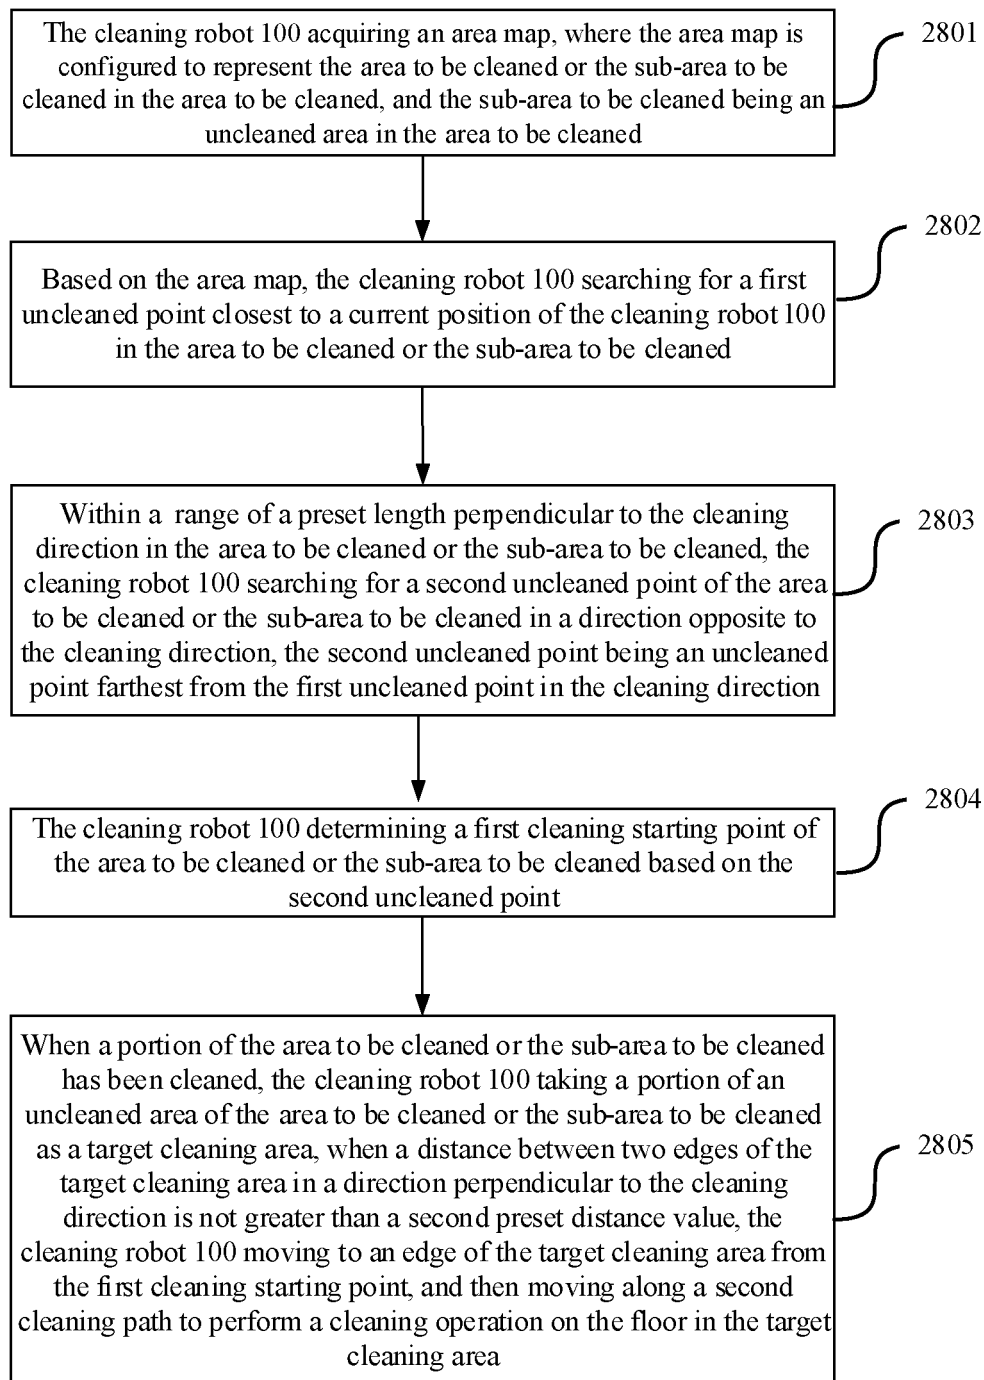 The cleaning robot 100 acquiring an area map, where the area map is
configured to represent the area to be cleaned or the sub-area to be
cleaned in the area to be cleaned, and the sub-area to be cleaned being an
uncleaned area in the area to be cleaned
2801
Based on the area map, the cleaning robot 100 searching for a first
uncleaned point closest to a current position of the cleaning robot 100
in the area to be cleaned or the sub-area to be cleaned
2802
Within a range of a preset length perpendicular to the cleaning
direction in the area to be cleaned or the sub-area to be cleaned, the
cleaning robot 100 searching for a second uncleaned point of the area
to be cleaned or the sub-area to be cleaned in a direction opposite to
the cleaning direction, the second uncleaned point being an uncleaned
point farthest from the first uncleaned point in the cleaning direction
2803
The cleaning robot 100 determining a first cleaning starting point of
the area to be cleaned or the sub-area to be cleaned based on the
second uncleaned point
2804
When a portion of the area to be cleaned or the sub-area to be cleaned
has been cleaned, the cleaning robot 100 taking a portion of an
uncleaned area of the area to be cleaned or the sub-area to be cleaned
as a target cleaning area, when a distance between two edges of the
target cleaning area in a direction perpendicular to the cleaning
direction is not greater than a second preset distance value, the
cleaning robot 100 moving to an edge of the target cleaning area from
the first cleaning starting point, and then moving along a second
cleaning path to perform a cleaning operation on the floor in the target
cleaning area
2805